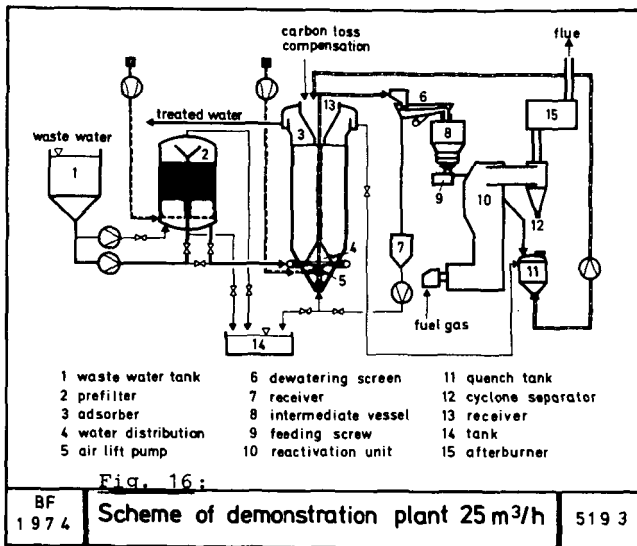 carbon loss
compensation
flue
13
6
treated water
waste water
1
2
3
8
15
9
10
12
4
7
5
11
fuel gas
14
1 waste water tank
2 prefilter
3 adsorber
4 water distribution
5 air lift pump
6 dewatering screen
7 receiver
8 intermediate vessel
9 feeding screw
10 reactivation unit
11 quench tank
12 cyclone separator
13 receiver
14 tank
15 afterburner
Fig. 16:
BF
1974
Scheme of demonstration plant 25 m³/h
5193